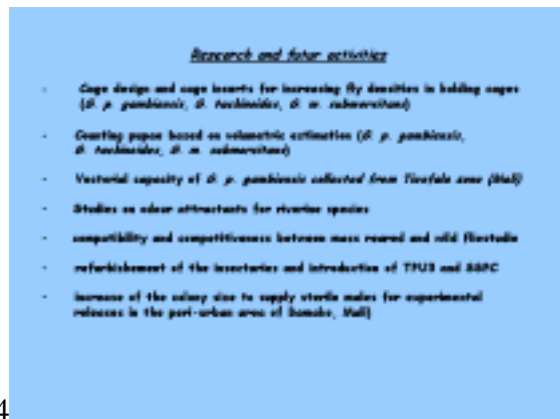 Research and futur activities
- Cage design and cage inserts for increasing fly densities in holding cages
(G. p. gambiensis, G. tachinoides, G. m. submorsitans)
- Counting pupae based on volumetric estimation (G. p. gambiensis,
G. tachinoides, G. m. submorsitans)
- Vectorial capacity of G. p. gambiensis collected from Tienfala zone (Mali)
- Studies on odour attractants for riverine species
- compatibility and competitiveness between mass reared and wild
- refurbishement of the insectaries and introduction of TPU3 and SSPC
- increase of the colony size to supply sterile males for experimental
releases in the peri-urban area of Bamako, Mali)
4